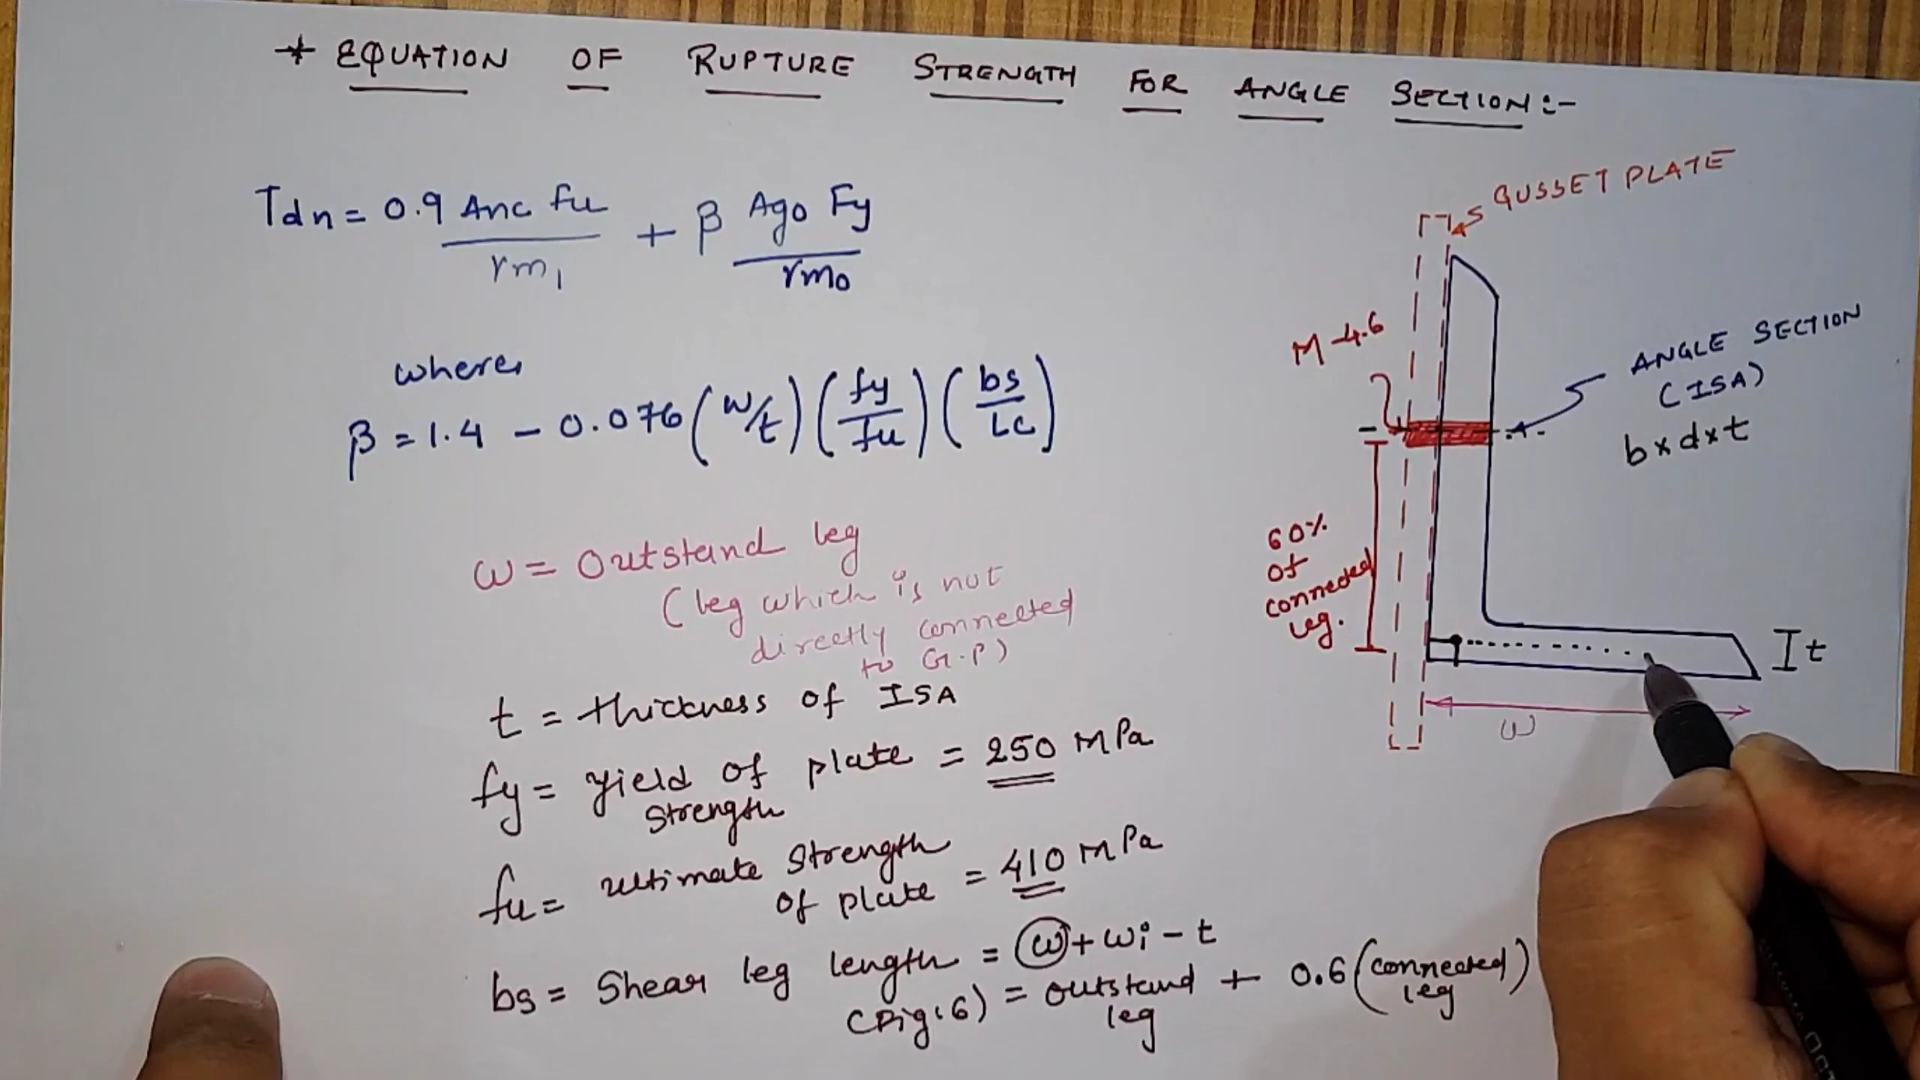 * EQUATION OF RUPTURE STRENGTH FOR ANGLE SECTION :-
Tdn = 0.9 Anc fu / γm1 + β Ago Fy / γm0
where,
β = 1.4 - 0.076 (w/t) (fy/fu) (bs/Lc)
w = Outstand leg
(leg which is not
directly connected
to G.P)
t = thickness of ISA
fy = yield of plate = 250 MPa
strength
fu = ultimate strength
of plate = 410 MPa
bs = Shear leg length = w + wi - t
(Fig. 6) = outstand leg + 0.6 (connected leg)
GUSSET PLATE
M-4.6
ANGLE SECTION
(ISA)
b x d x t
60%
of
connected
leg.
t
w